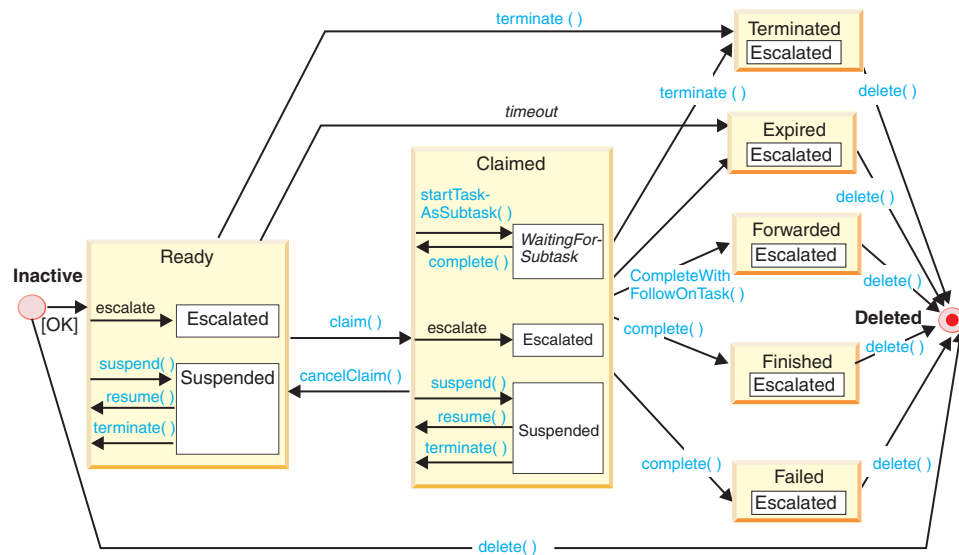 terminate ( )
Terminated
Escalated
terminate ( )
delete( )
timeout
Expired
Escalated
Claimed
startTask-
AsSubtask( )
WaitingFor-
Subtask
complete( )
delete( )
Forwarded
Escalated
Ready
Inactive
[OK]
escalate
Escalated
claim( )
escalate
Escalated
CompleteWith
FollowOnTask( )
delete( )
Deleted
complete( )
Finished
Escalated
delete( )
suspend( )
Suspended
resume( )
terminate( )
cancelClaim( )
suspend( )
resume( )
Suspended
terminate( )
complete( )
Failed
Escalated
delete( )
delete( )